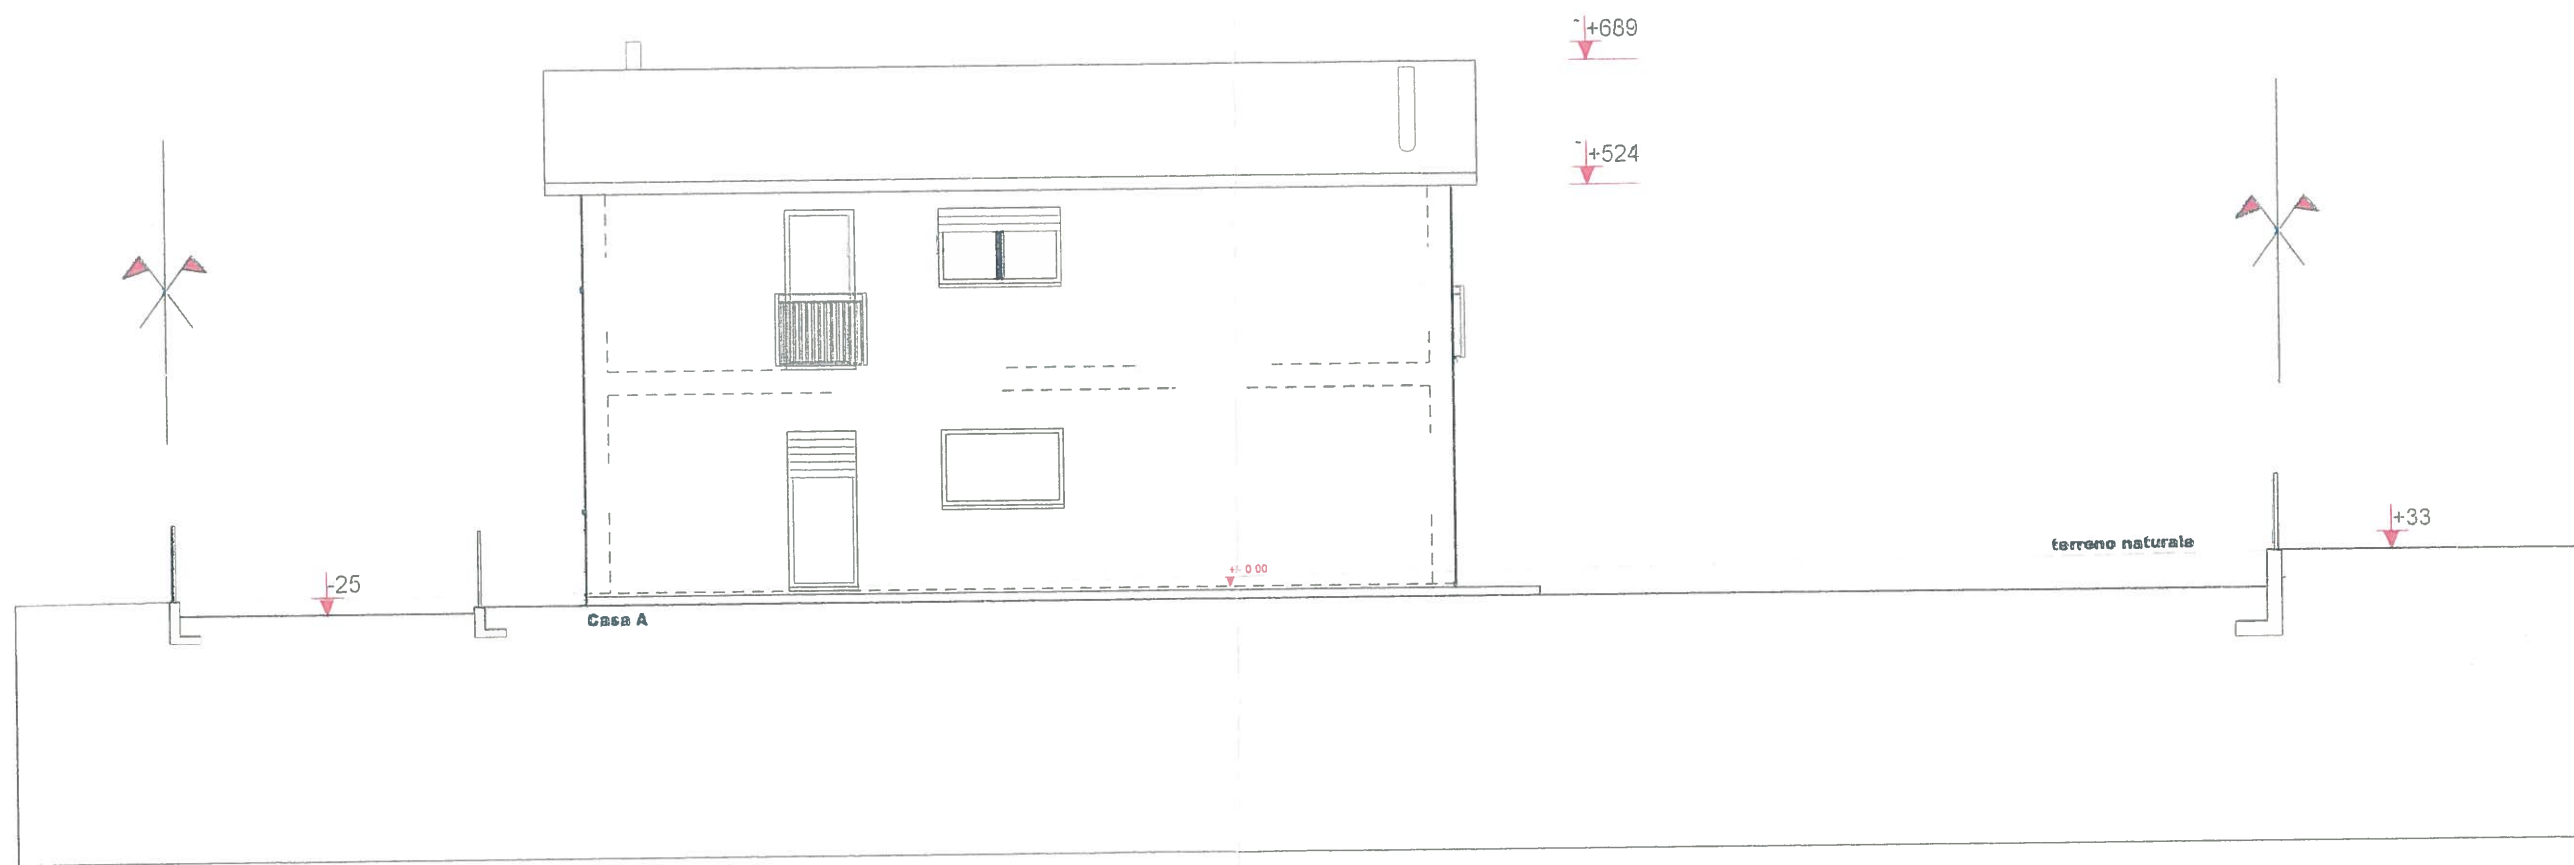 +689
+524
+33
terreno naturale
+- 0 00
-25
Casa A